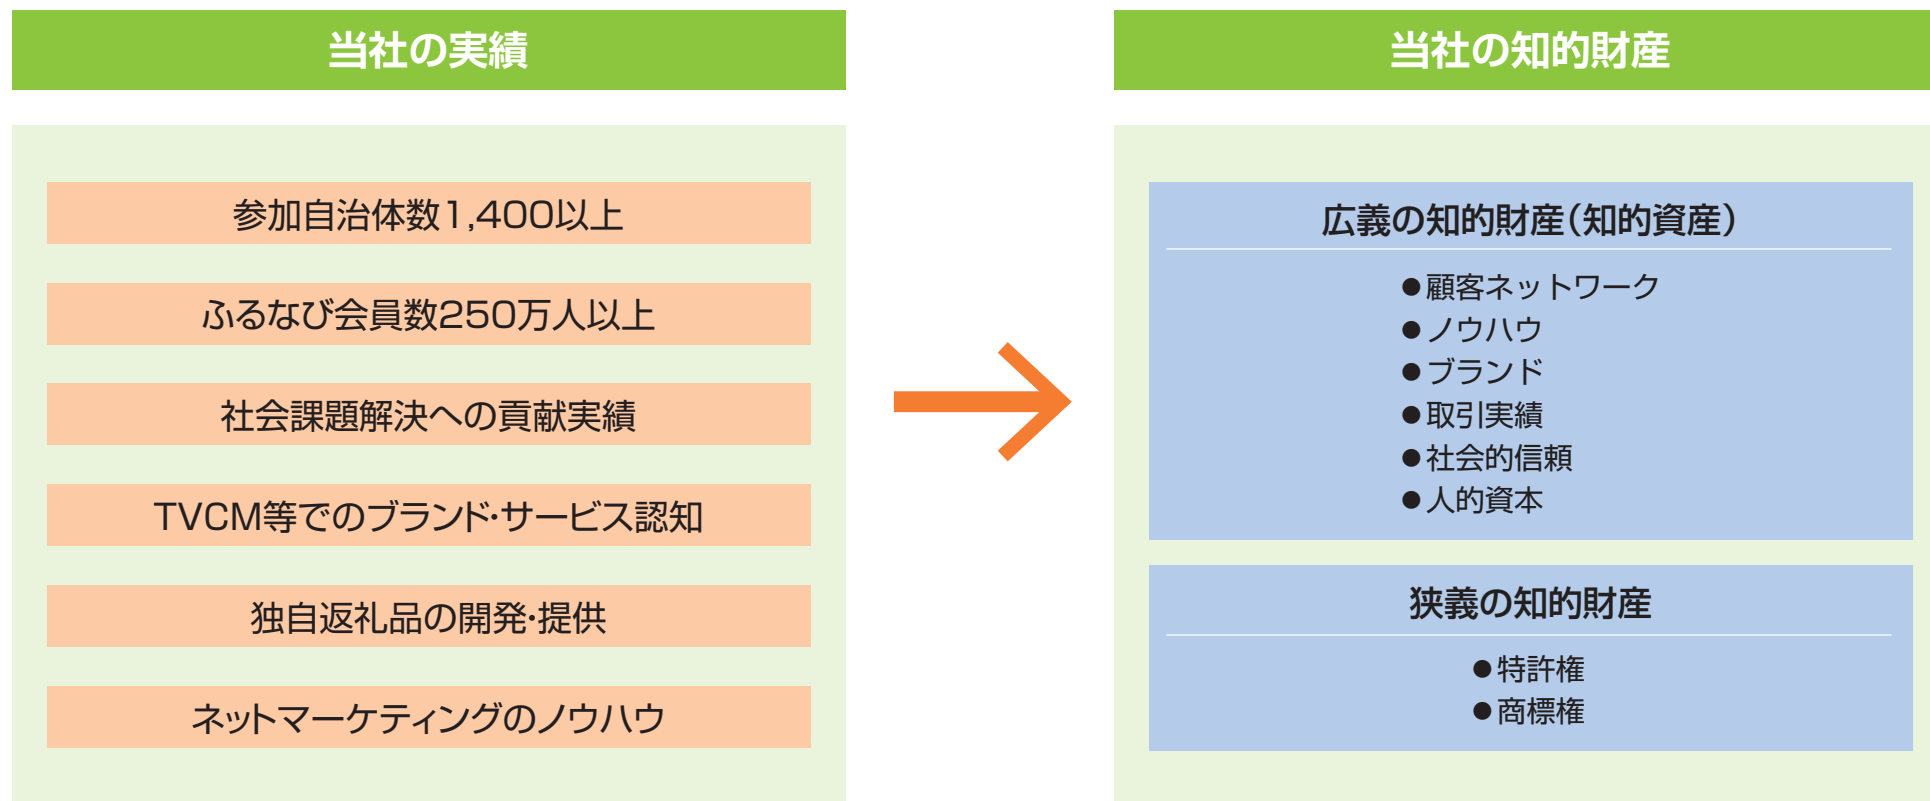 当社の実績
参加自治体数1,400以上
ふるなび会員数250万人以上
社会課題解決への貢献実績
TVCM等でのブランド・サービス認知
独自返礼品の開発・提供
ネットマーケティングのノウハウ
当社の知的財産
広義の知的財産(知的資産)
●顧客ネットワーク
●ノウハウ
●ブランド
●取引実績
●社会的信頼
●人的資本
狭義の知的財産
●特許権
●商標権